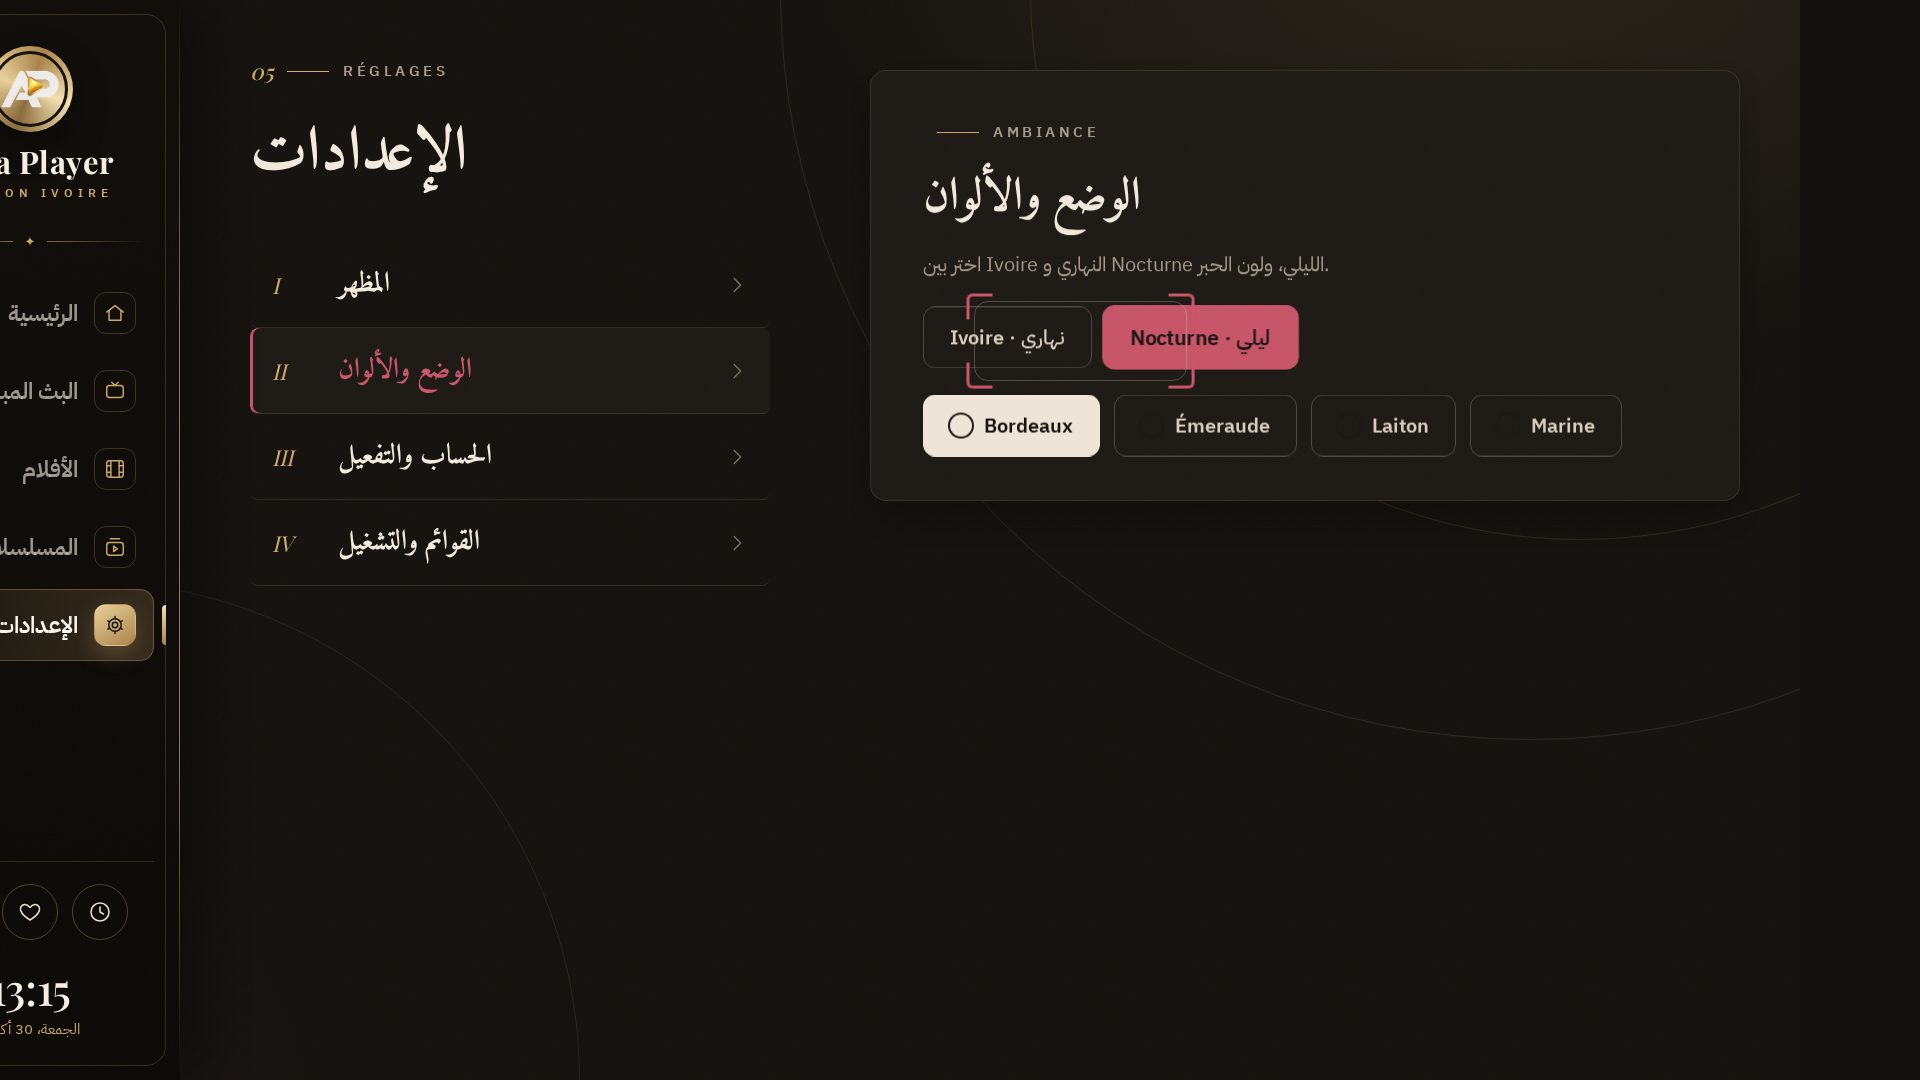 a Player
ON IVOIRE
الرئيسية
البث المب
الأفلام
المسلسلا
الإعدادات
13:15
الجمعة، 30 أك
05 RÉGLAGES
الإعدادات
I المظهر
II الوضع والألوان
III الحساب والتفعيل
IV القوائم والتشغيل
AMBIANCE
الوضع والألوان
اختر بين Ivoire النهاري و Nocturne الليلي، ولون الحبر.
Ivoire · نهاري
Nocturne · ليلي
Bordeaux
Émeraude
Laiton
Marine